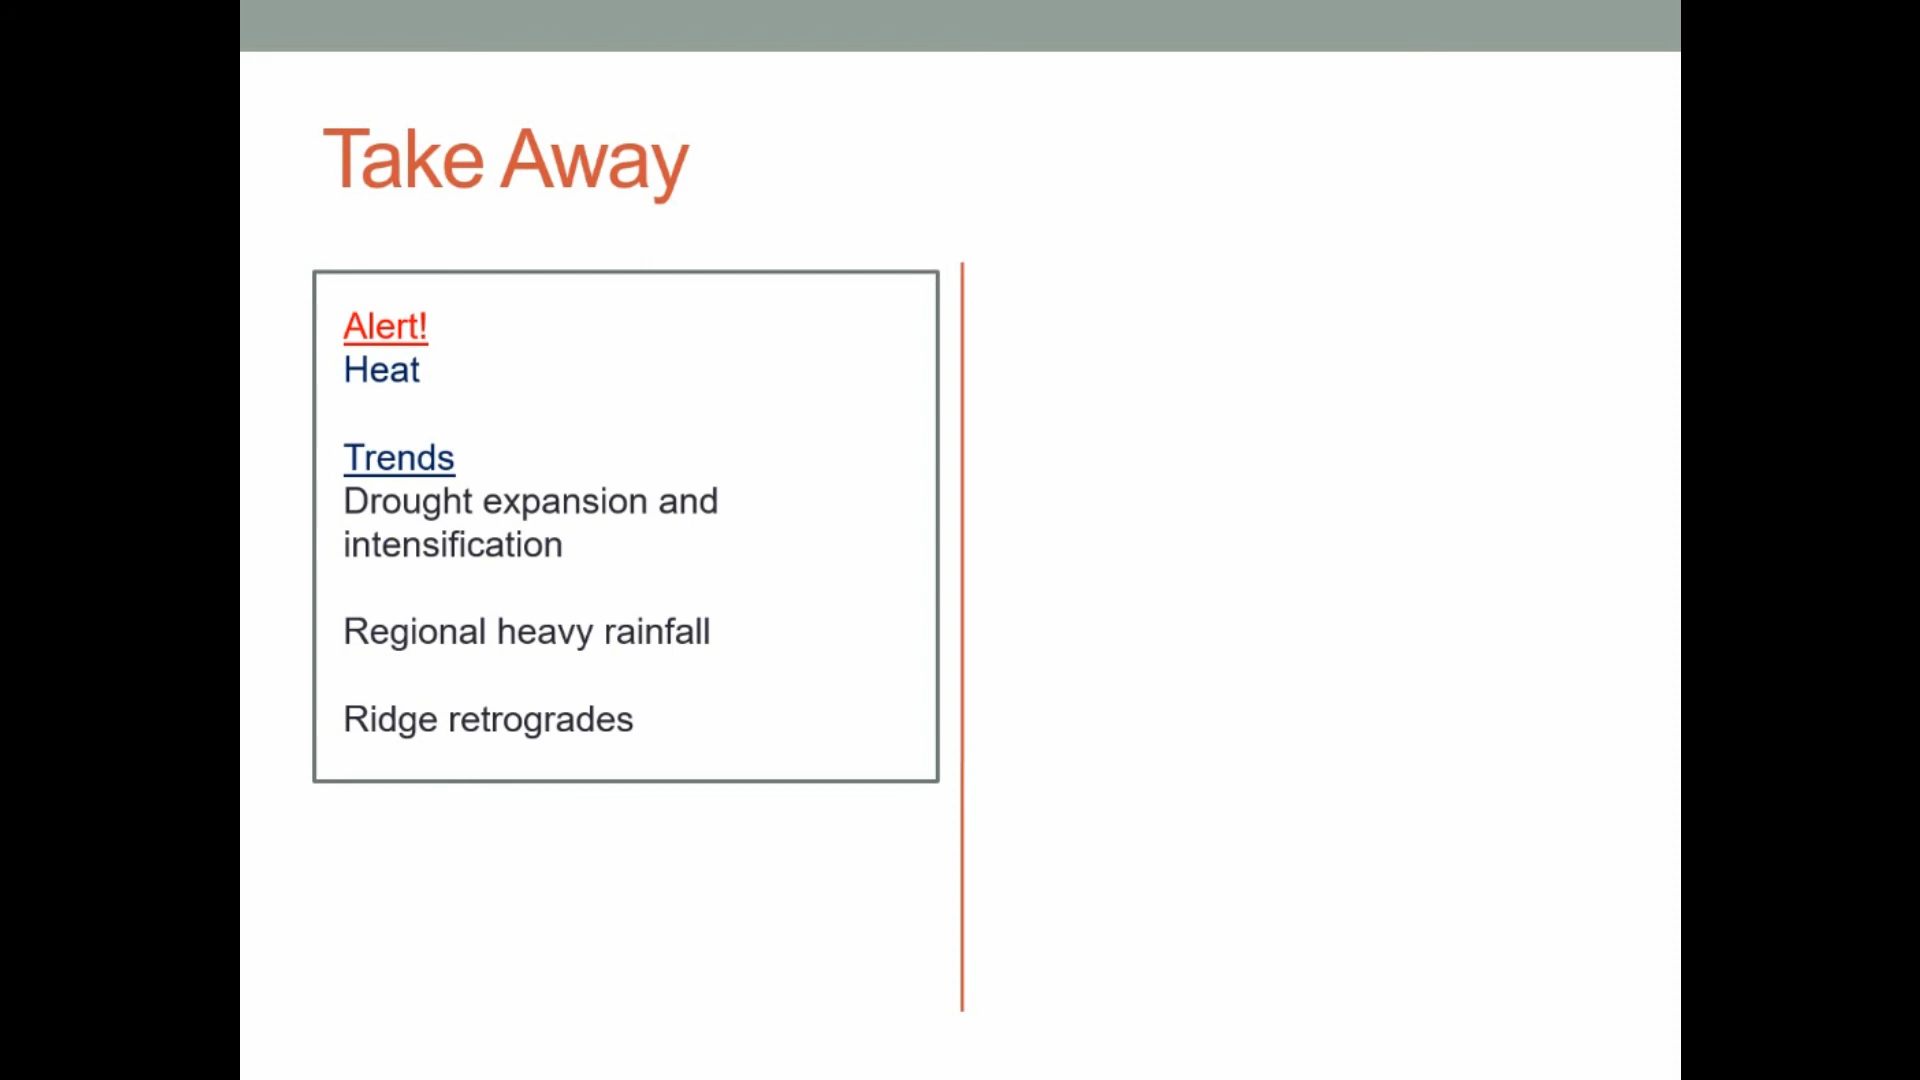 Take Away
Alert!
Heat
Trends
Drought expansion and
intensification
Regional heavy rainfall
Ridge retrogrades